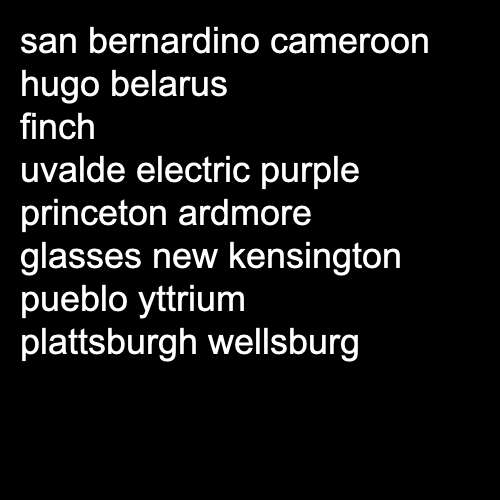 san bernardino cameroon
hugo belarus
finch
uvalde electric purple
princeton ardmore
glasses new kensington
pueblo yttrium
plattsburgh wellsburg